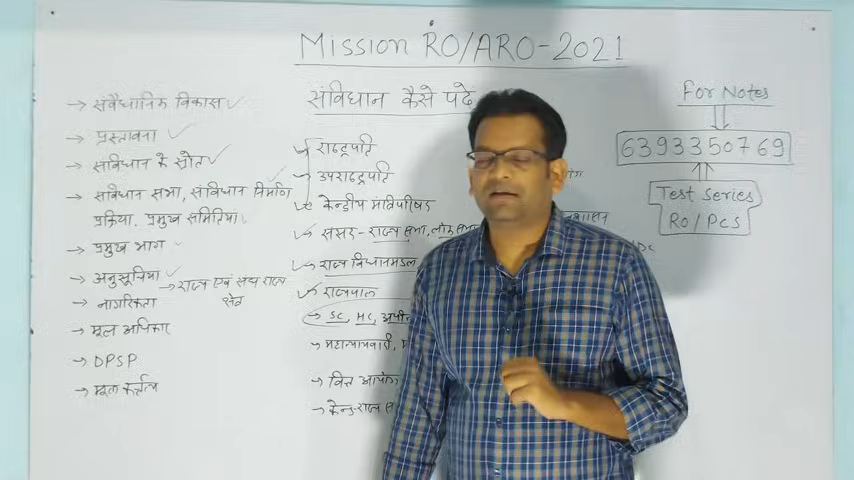 Mission RO/ARO-2021
संविधान कैसे पढे
→ संवैधानिक विकास ✓
→ प्रस्तावना ✓
→ संविधान के स्रोत ✓
→ संविधान सभा, संविधान निर्माण ✓
प्रक्रिया, प्रमुख समितियां
→ प्रमुख भाग
→ अनुसूचियां ✓
→ राज्य एवं संघ राज्य
क्षेत्र
→ नागरिकता
→ मूल अधिकार
→ DPSP
→ मूल कर्तव्य
राष्ट्रपति
उपराष्ट्रपति
केन्द्रीय मंत्रिपरिषद
संसद - राज्य सभा, लोक सभा
राज्य विधानमंडल
राज्यपाल
→ SC, HC,
→ महान्यायवादी,
→ वित्त आयोग
→ केन्द्र-राज्य
For Notes
6393350769
Test Series
RO/PCS